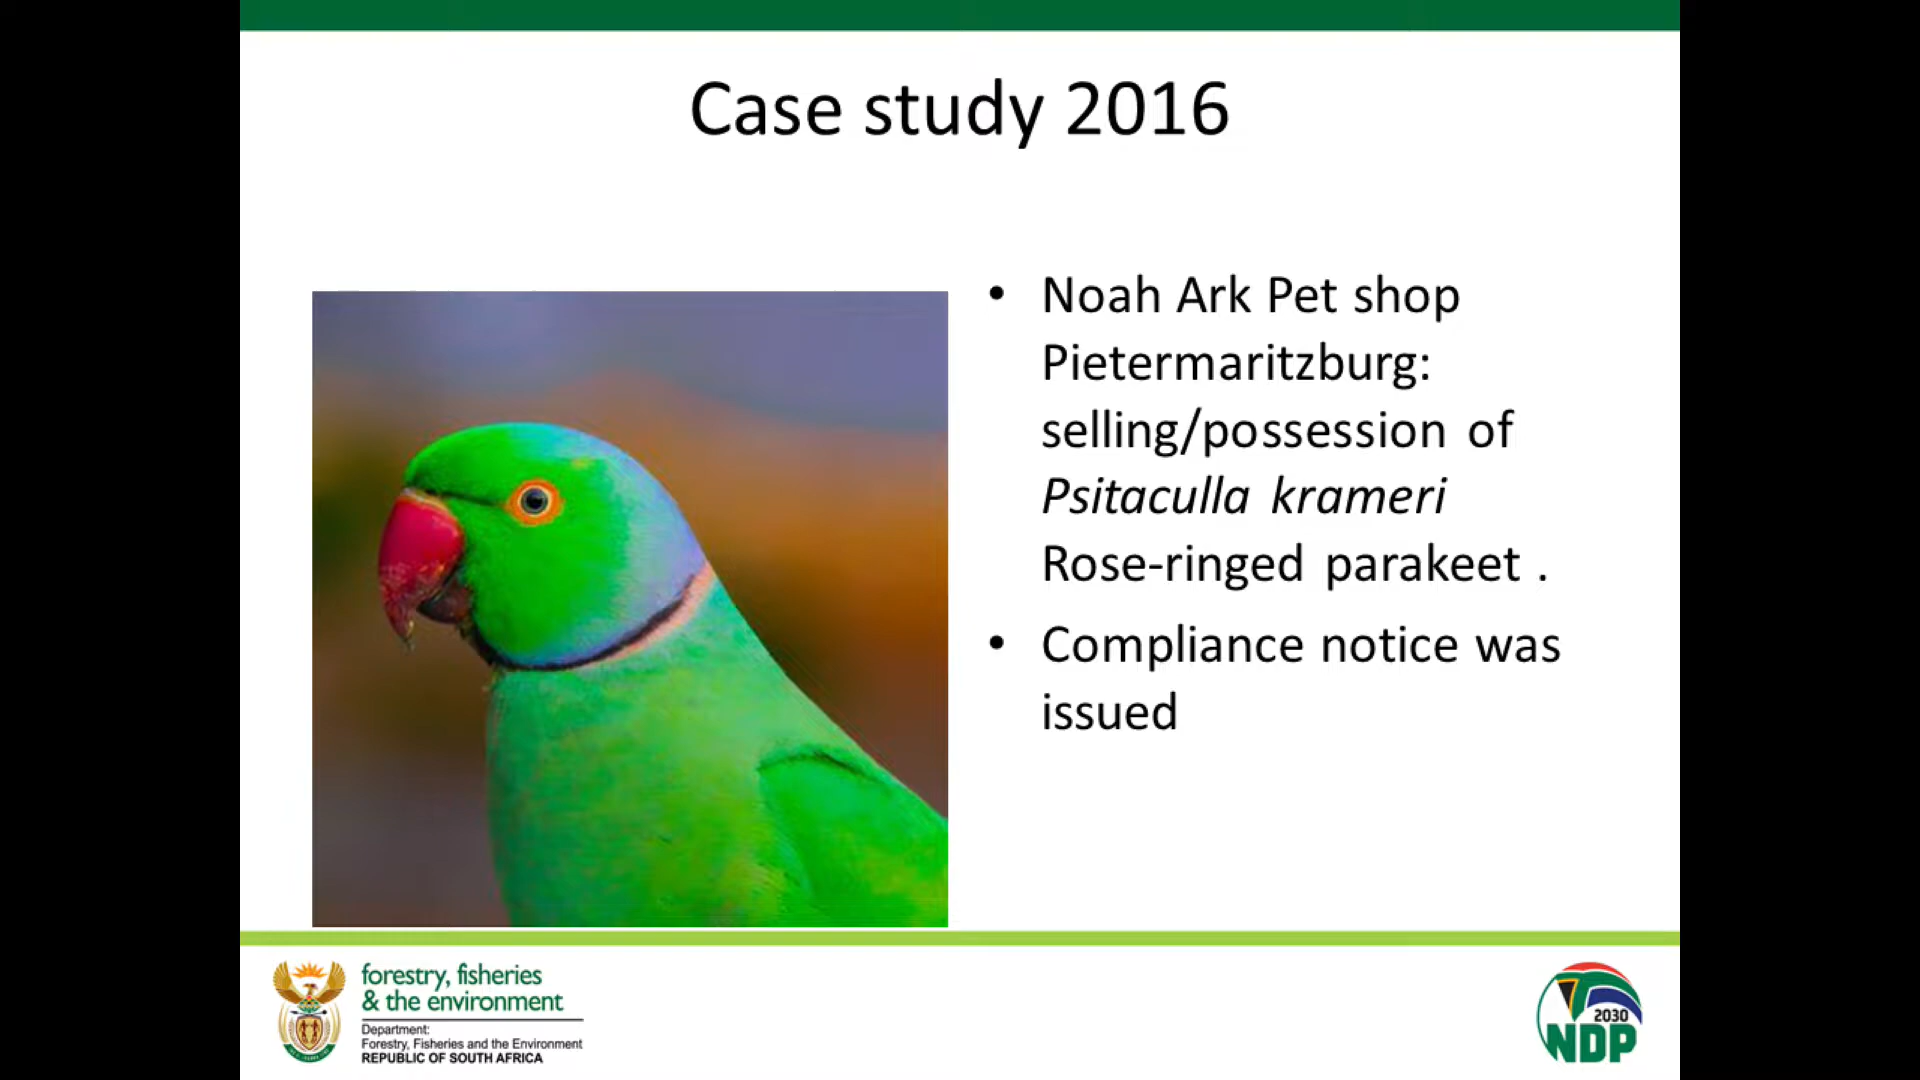 Case study 2016
• Noah Ark Pet shop
Pietermaritzburg:
selling/possession of
Psitaculla krameri
Rose-ringed parakeet .
• Compliance notice was
issued
forestry, fisheries
& the environment
Department:
Forestry, Fisheries and the Environment
REPUBLIC OF SOUTH AFRICA
2030
NDP